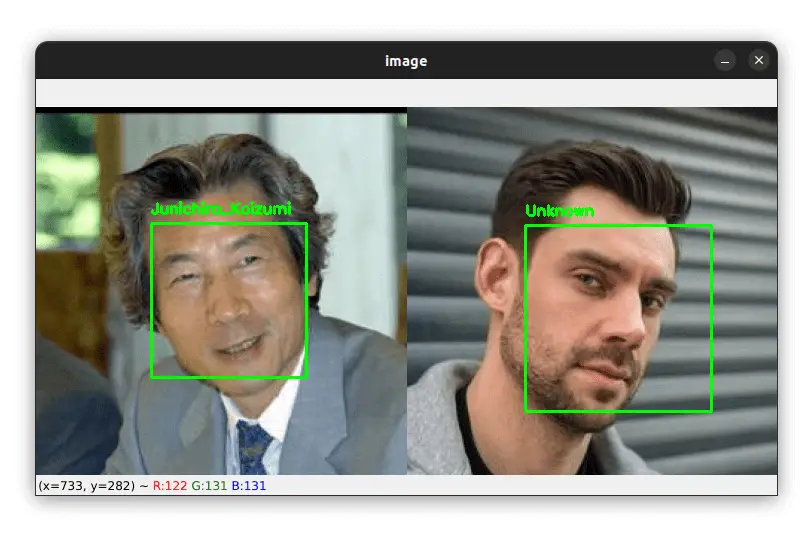 image
Junichiro_Koizumi
Unknown
(x=733, y=282) ~ R:122 G:131 B:131